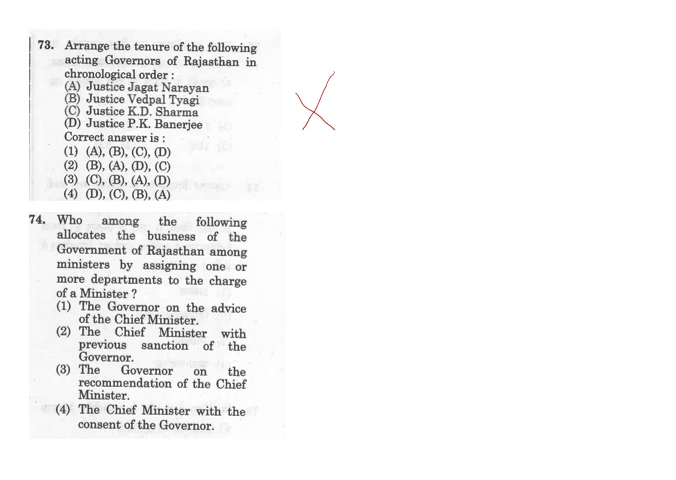 73. Arrange the tenure of the following
acting Governors of Rajasthan in
chronological order :
(A) Justice Jagat Narayan
(B) Justice Vedpal Tyagi
(C) Justice K.D. Sharma
(D) Justice P.K. Banerjee
Correct answer is :
(1) (A), (B), (C), (D)
(2) (B), (A), (D), (C)
(3) (C), (B), (A), (D)
(4) (D), (C), (B), (A)
74. Who among the following
allocates the business of the
Government of Rajasthan among
ministers by assigning one or
more departments to the charge
of a Minister ?
(1) The Governor on the advice
of the Chief Minister.
(2) The Chief Minister with
previous sanction of the
Governor.
(3) The Governor on the
recommendation of the Chief
Minister.
(4) The Chief Minister with the
consent of the Governor.